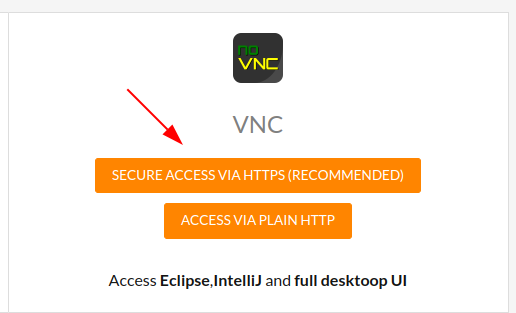 no
VNC
VNC
SECURE ACCESS VIA HTTPS (RECOMMENDED)
ACCESS VIA PLAIN HTTP
Access Eclipse,IntelliJ and full desktoop UI